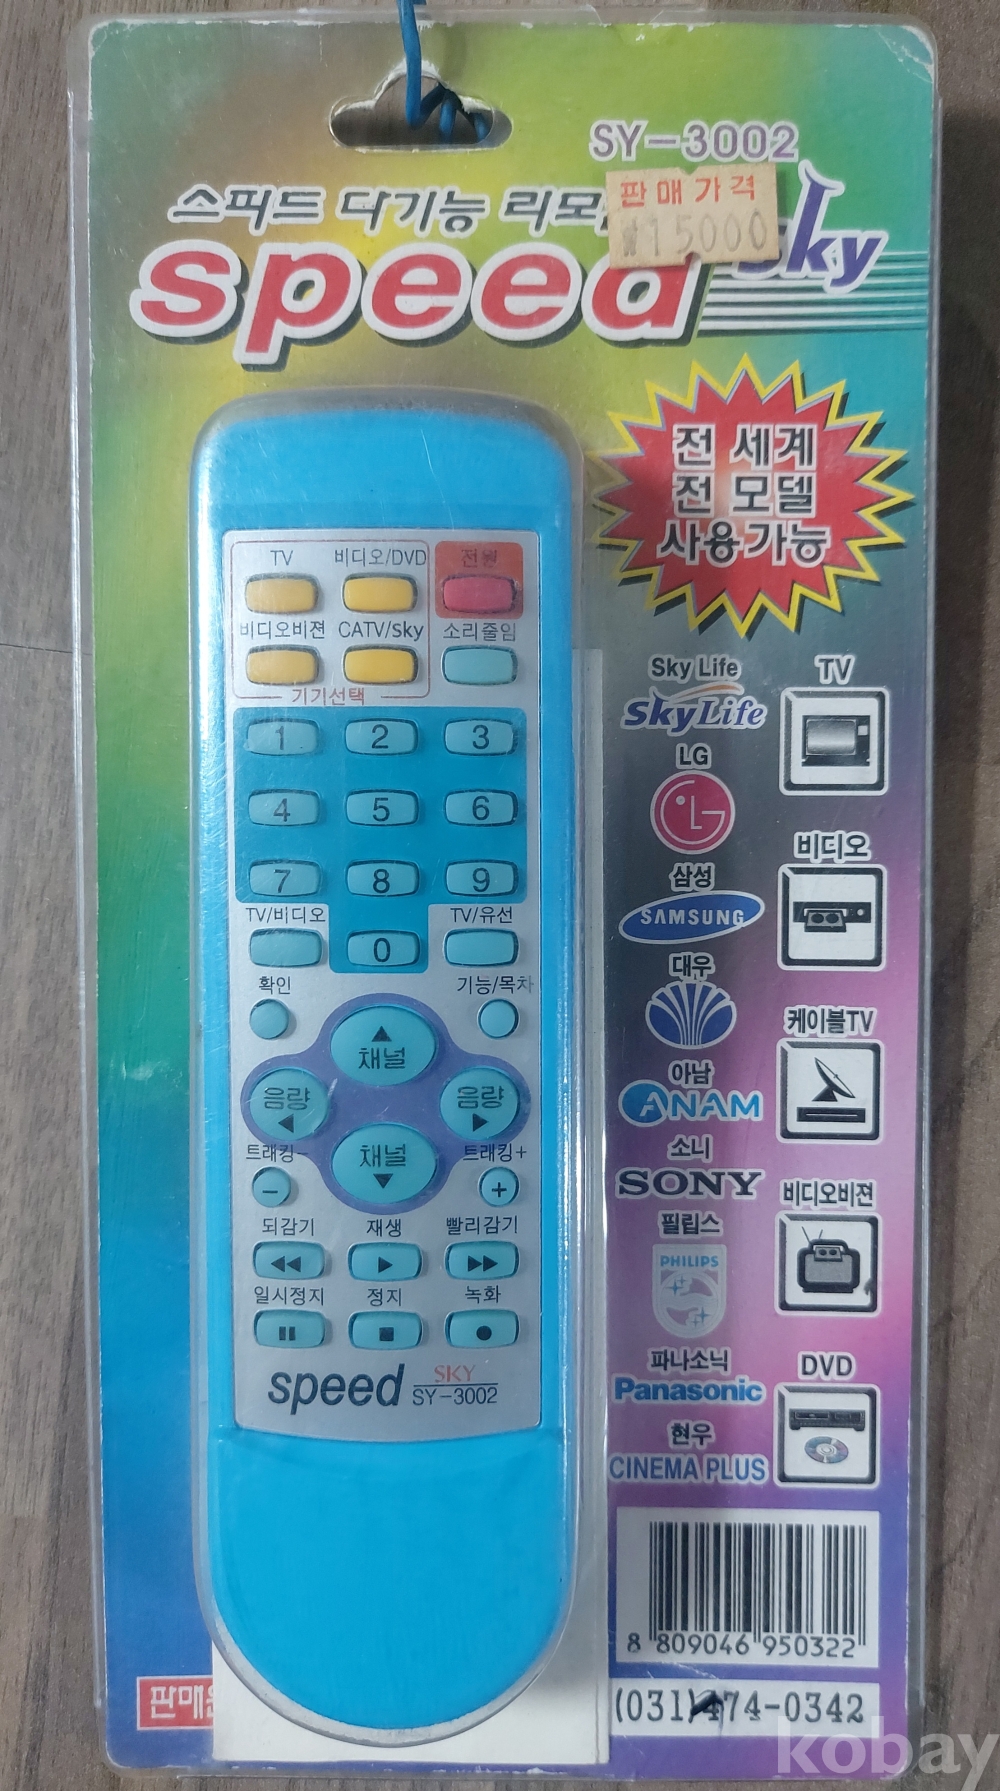 SY-3002
판매가격
₩15000
스피드 다기능 리모
speed sky
전 세계
전 모델
사용가능
TV
비디오/DVD
전원
비디오비젼
CATV/Sky
소리줄임
기기선택
1
2
3
4
5
6
7
8
9
TV/비디오
0
TV/유선
확인
기능/목차
채널
음량
음량
채널
트래킹-
트래킹+
되감기
재생
빨리감기
일시정지
정지
녹화
speed SKY
SY-3002
Sky Life
SkyLife
LG
LG
삼성
SAMSUNG
대우
아남
ANAM
소니
SONY
필립스
PHILIPS
파나소닉
Panasonic
현우
CINEMA PLUS
TV
비디오
케이블TV
비디오비젼
DVD
8 809046 950322
판매원
(031)474-0342
kobay